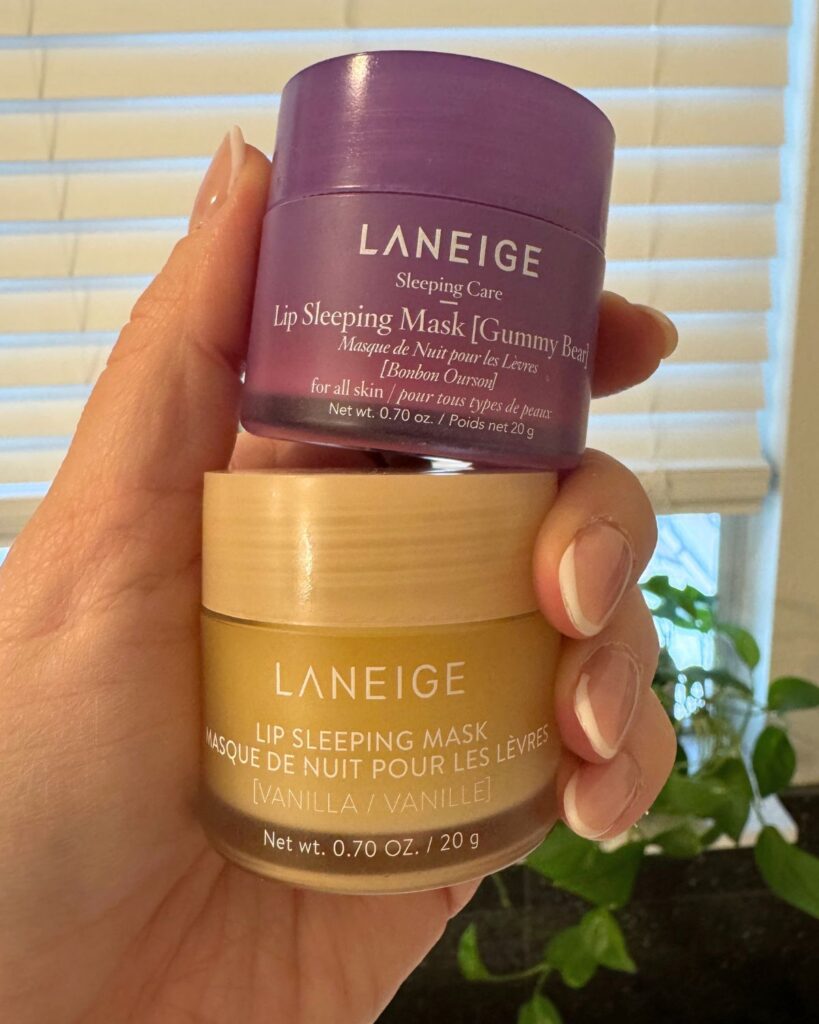 LANEIGE
Sleeping Care
Lip Sleeping Mask [Gummy Bear]
Masque de Nuit pour les Lèvres
[Bonbon Ourson]
for all skin / pour tous types de peaux
Net wt. 0.70 oz. / Poids net 20 g
LANEIGE
LIP SLEEPING MASK
MASQUE DE NUIT POUR LES LÈVRES
[VANILLA / VANILLE]
Net wt. 0.70 OZ. / 20 g